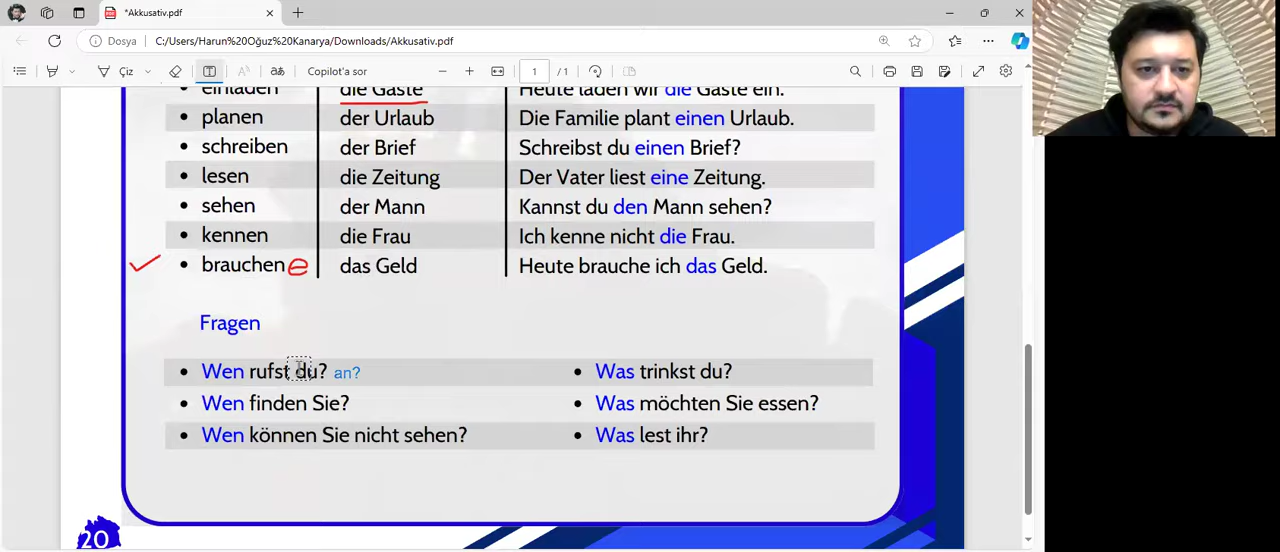 *Akkusativ.pdf
Dosya C:/Users/Harun%20Oğuz%20Kanarya/Downloads/Akkusativ.pdf
Çiz aあ Copilot'a sor 1 / 1
einladen die Gäste Heute laden wir die Gäste ein.
planen der Urlaub Die Familie plant einen Urlaub.
schreiben der Brief Schreibst du einen Brief?
lesen die Zeitung Der Vater liest eine Zeitung.
sehen der Mann Kannst du den Mann sehen?
kennen die Frau Ich kenne nicht die Frau.
brauchen e das Geld Heute brauche ich das Geld.
Fragen
Wen rufst du? an? Was trinkst du?
Wen finden Sie? Was möchten Sie essen?
Wen können Sie nicht sehen? Was lest ihr?
20